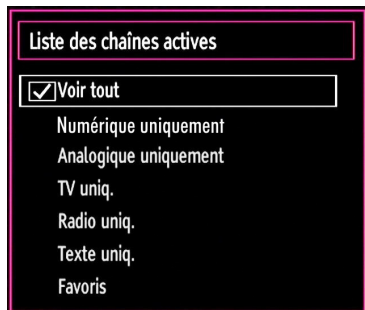 Liste des chaînes actives
Voir tout
Numérique uniquement
Analogique uniquement
TV uniq.
Radio uniq.
Texte uniq.
Favoris